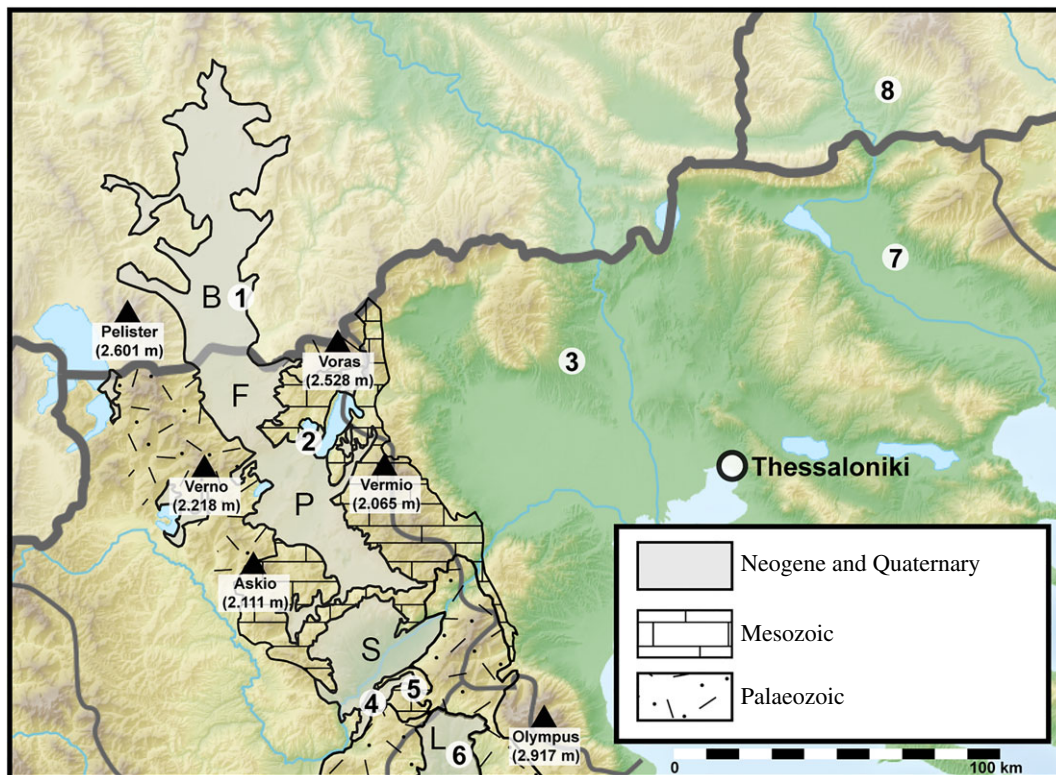 8
7
B
1
Pelister
(2.601 m)
Voras
(2.528 m)
3
F
2
Thessaloniki
Verno
(2.218 m)
Vermio
(2.065 m)
P
Askio
(2.111 m)
S
4
5
L
6
Olympus
(2.917 m)
Neogene and Quaternary
Mesozoic
Palaeozoic
0
100 km